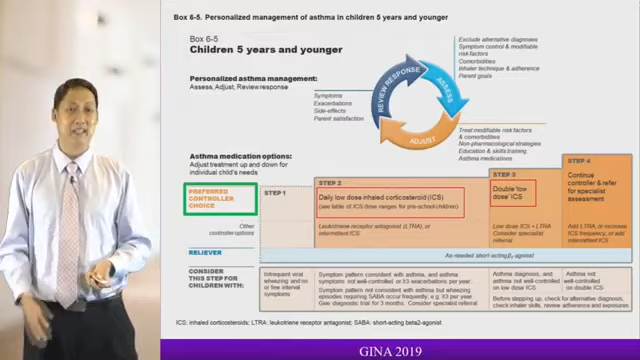 Box 6-5. Personalized management of asthma in children 5 years and younger
Box 6-5
Children 5 years and younger
Personalized asthma management:
Assess, Adjust, Review response
Symptoms
Exacerbations
Side-effects
Parent satisfaction
REVIEW RESPONSE
ASSESS
ADJUST
Exclude alternative diagnoses
Symptom control & modifiable
risk factors
Comorbidities
Inhaler technique & adherence
Parent goals
Treat modifiable risk factors
& comorbidities
Non-pharmacological strategies
Education & skills training
Asthma medications
Asthma medication options:
Adjust treatment up and down for
individual child's needs
PREFERRED
CONTROLLER
CHOICE
STEP 1
STEP 2
Daily low dose inhaled corticosteroid (ICS)
(see table of ICS dose ranges for pre-school children)
STEP 3
Double 'low
dose' ICS
STEP 4
Continue
controller & refer
for specialist
assessment
Other
controller options
Leukotriene receptor antagonist (LTRA), or
intermittent ICS
Low dose ICS + LTRA
Consider specialist
referral
Add LTRA, or increase
ICS frequency, or add
intermittent ICS
RELIEVER
As-needed short-acting β2-agonist
CONSIDER
THIS STEP FOR
CHILDREN WITH:
Infrequent viral
wheezing and no or
few interval
symptoms
Symptom pattern consistent with asthma, and asthma
symptoms not well-controlled or ≥3 exacerbations per year.
Symptom pattern not consistent with asthma but wheezing
episodes requiring SABA occur frequently, e.g. ≥3 per year.
Give diagnostic trial for 3 months. Consider specialist referral
Asthma diagnosis, and
asthma not well-controlled
on low dose ICS
Asthma not
well-controlled
on double ICS
Before stepping up, check for alternative diagnosis,
check inhaler skills, review adherence and exposures
ICS: inhaled corticosteroids; LTRA: leukotriene receptor antagonist; SABA: short-acting beta2-agonist
GINA 2019